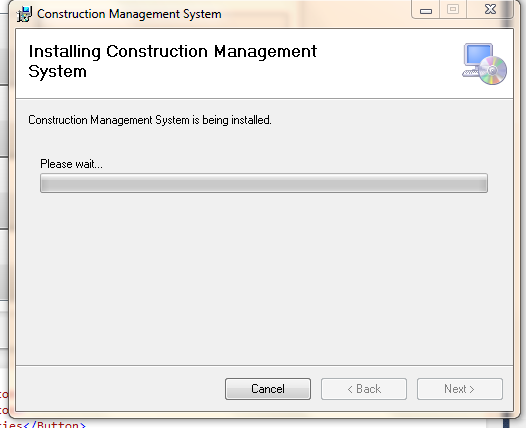 Construction Management System
Installing Construction Management
System
Construction Management System is being installed.
Please wait...
Cancel
< Back
Next >
ies</Button>